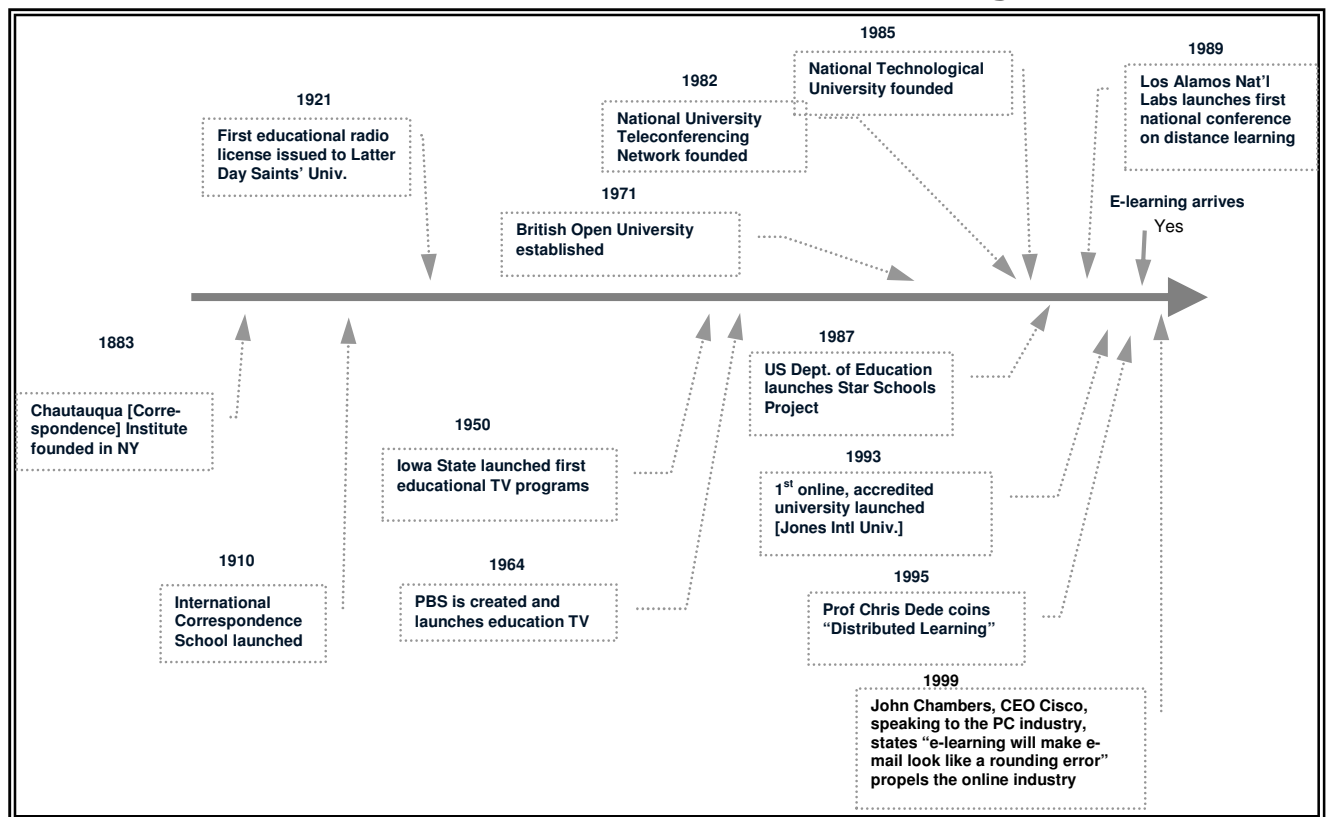 1921
First educational radio
license issued to Latter
Day Saints’ Univ.
1982
National University
Teleconferencing
Network founded
1985
National Technological
University founded
1989
Los Alamos Nat’l
Labs launches first
national conference
on distance learning
1971
British Open University
established
E-learning arrives
Yes
1883
Chautauqua [Corre-
spondence] Institute
founded in NY
1910
International
Correspondence
School launched
1950
Iowa State launched first
educational TV programs
1964
PBS is created and
launches education TV
1987
US Dept. of Education
launches Star Schools
Project
1993
1st online, accredited
university launched
[Jones Intl Univ.]
1995
Prof Chris Dede coins
“Distributed Learning”
1999
John Chambers, CEO Cisco,
speaking to the PC industry,
states “e-learning will make e-
mail look like a rounding error”
propels the online industry